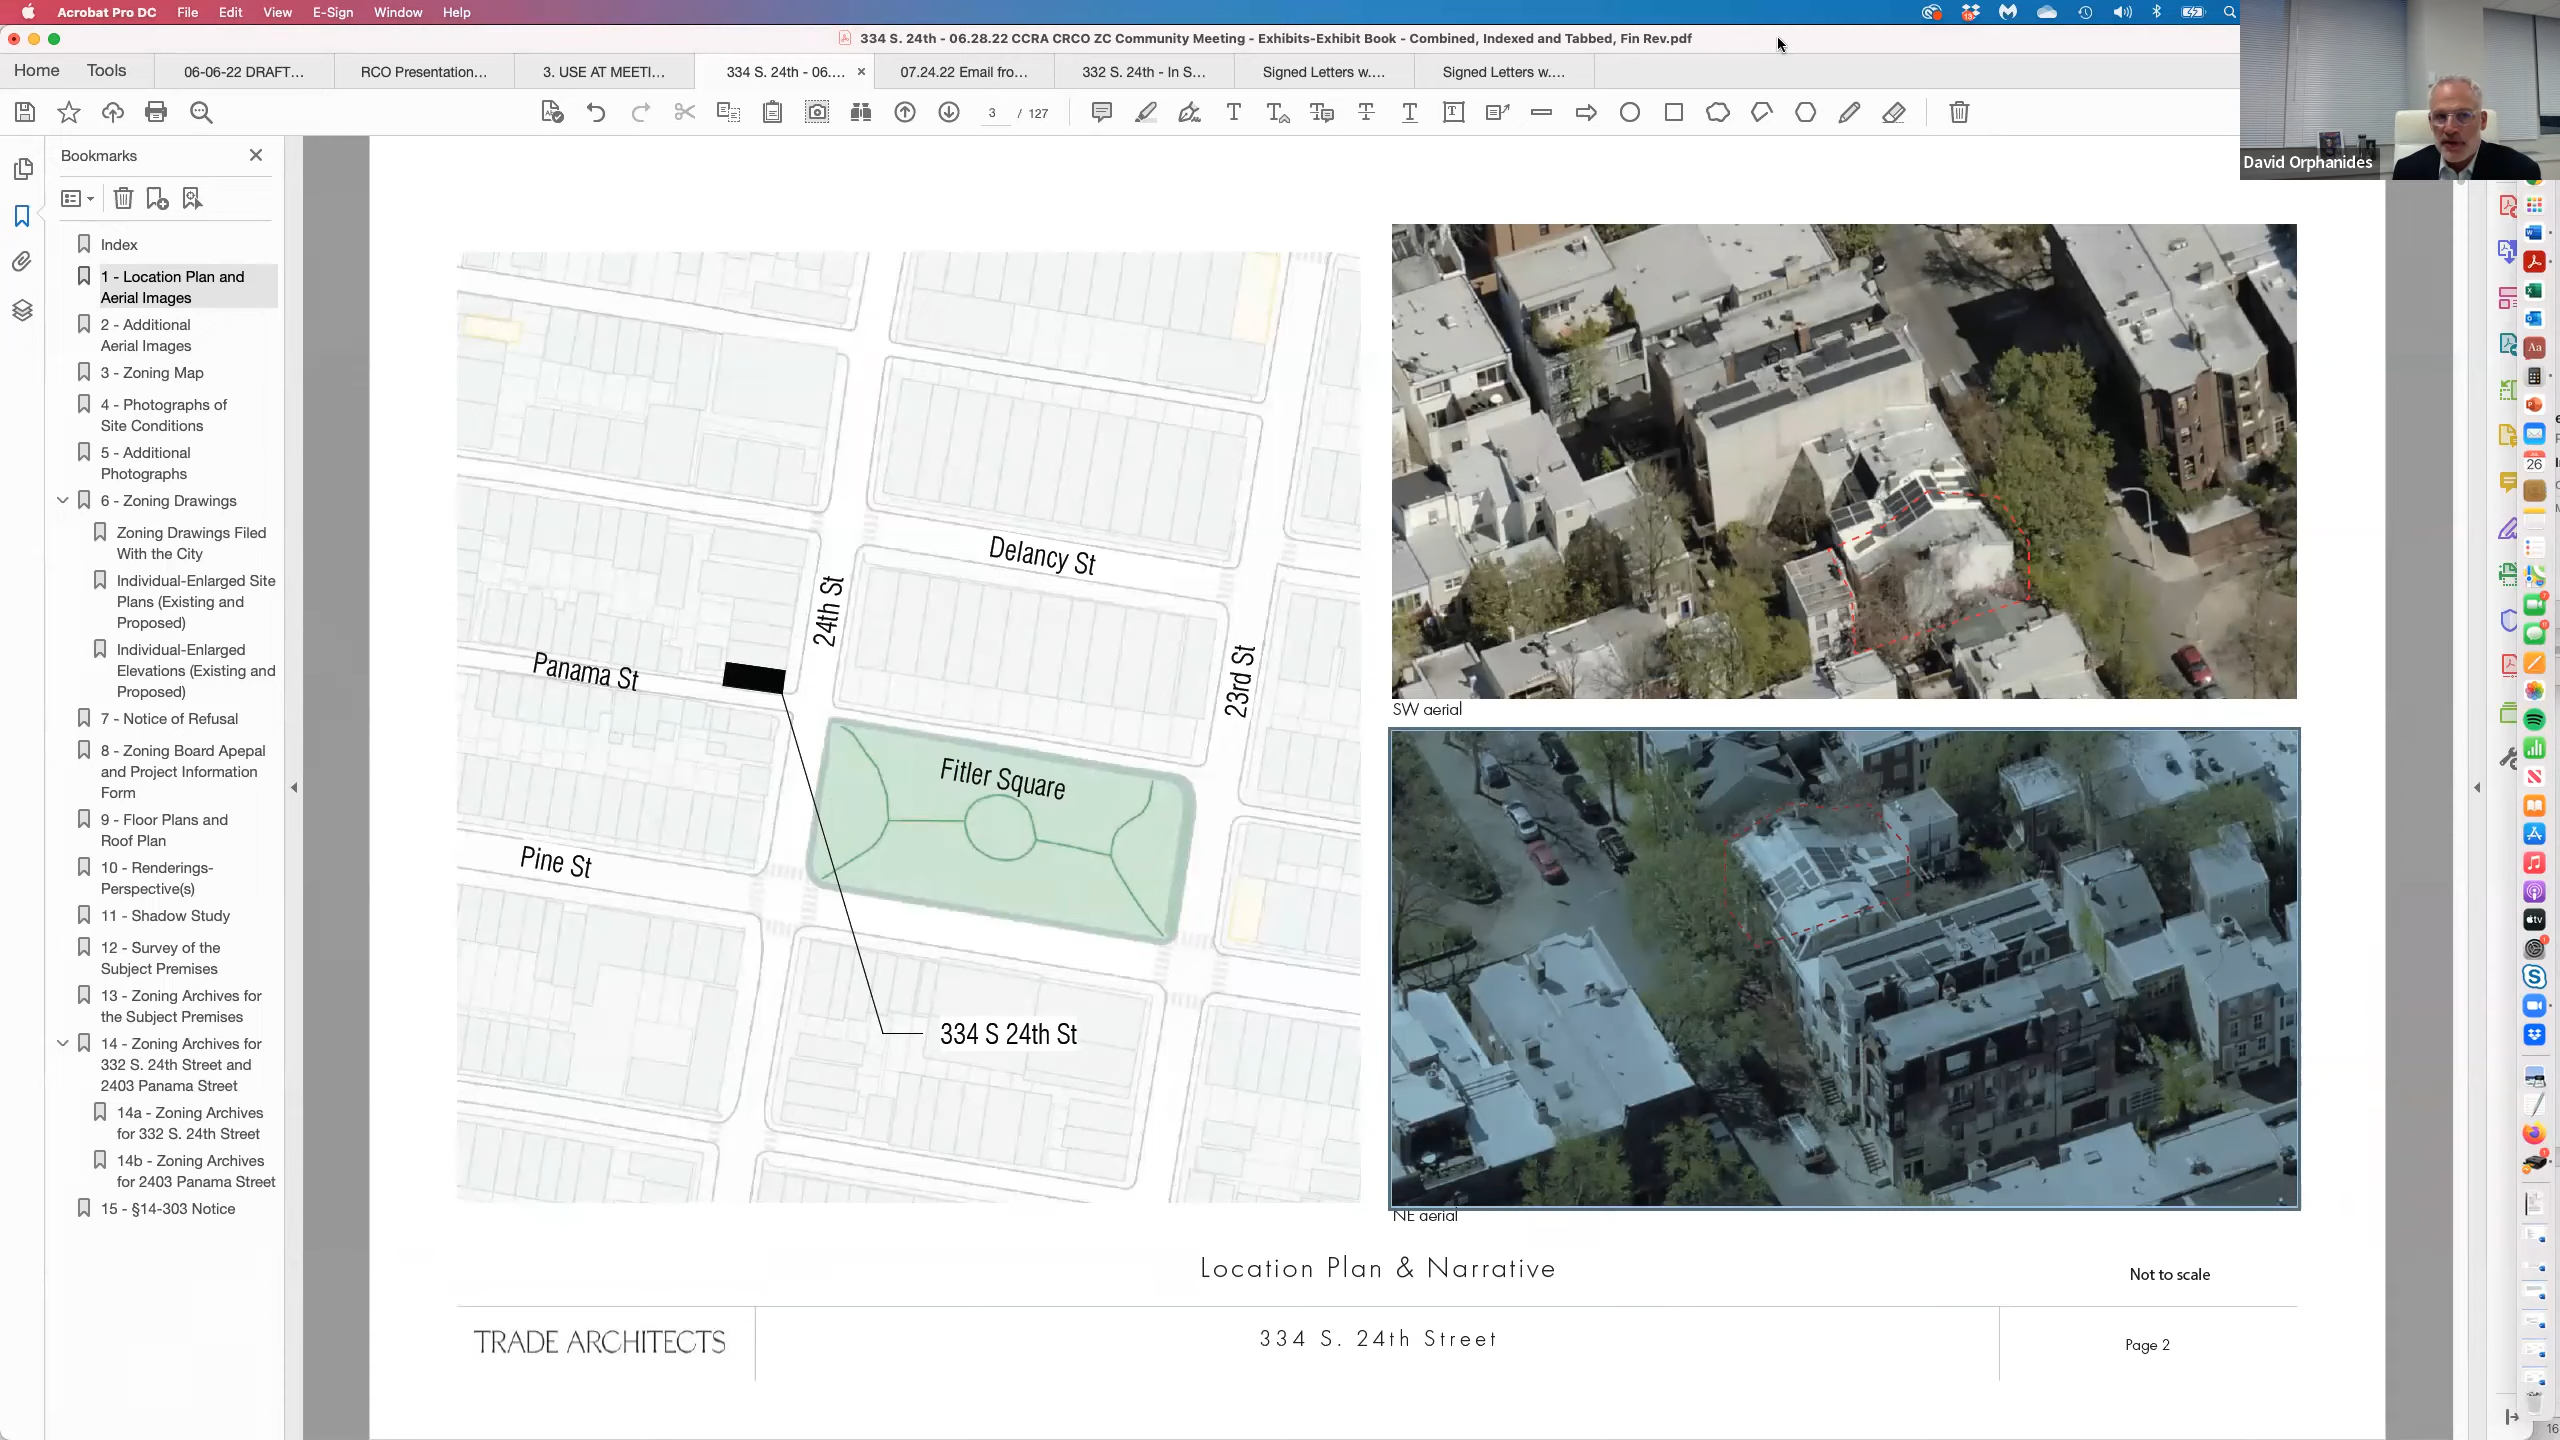 Acrobat Pro DC File Edit View E-Sign Window Help
334 S. 24th - 06.28.22 CCRA CRCO ZC Community Meeting - Exhibits-Exhibit Book - Combined, Indexed and Tabbed, Fin Rev.pdf
Home Tools 06-06-22 DRAFT... RCO Presentation... 3. USE AT MEETI... 334 S. 24th - 06.... 07.24.22 Email fro... 332 S. 24th - In S... Signed Letters w.... Signed Letters w....
3 / 127
David Orphanides
Bookmarks
Index
1 - Location Plan and
Aerial Images
2 - Additional
Aerial Images
3 - Zoning Map
4 - Photographs of
Site Conditions
5 - Additional
Photographs
6 - Zoning Drawings
Zoning Drawings Filed
With the City
Individual-Enlarged Site
Plans (Existing and
Proposed)
Individual-Enlarged
Elevations (Existing and
Proposed)
7 - Notice of Refusal
8 - Zoning Board Apepal
and Project Information
Form
9 - Floor Plans and
Roof Plan
10 - Renderings-
Perspective(s)
11 - Shadow Study
12 - Survey of the
Subject Premises
13 - Zoning Archives for
the Subject Premises
14 - Zoning Archives for
332 S. 24th Street and
2403 Panama Street
14a - Zoning Archives
for 332 S. 24th Street
14b - Zoning Archives
for 2403 Panama Street
15 - §14-303 Notice
Delancy St
24th St
23rd St
Panama St
Fitler Square
Pine St
334 S 24th St
SW aerial
NE aerial
Location Plan & Narrative
Not to scale
TRADE ARCHITECTS
334 S. 24th Street
Page 2
Aa
26
tv
16